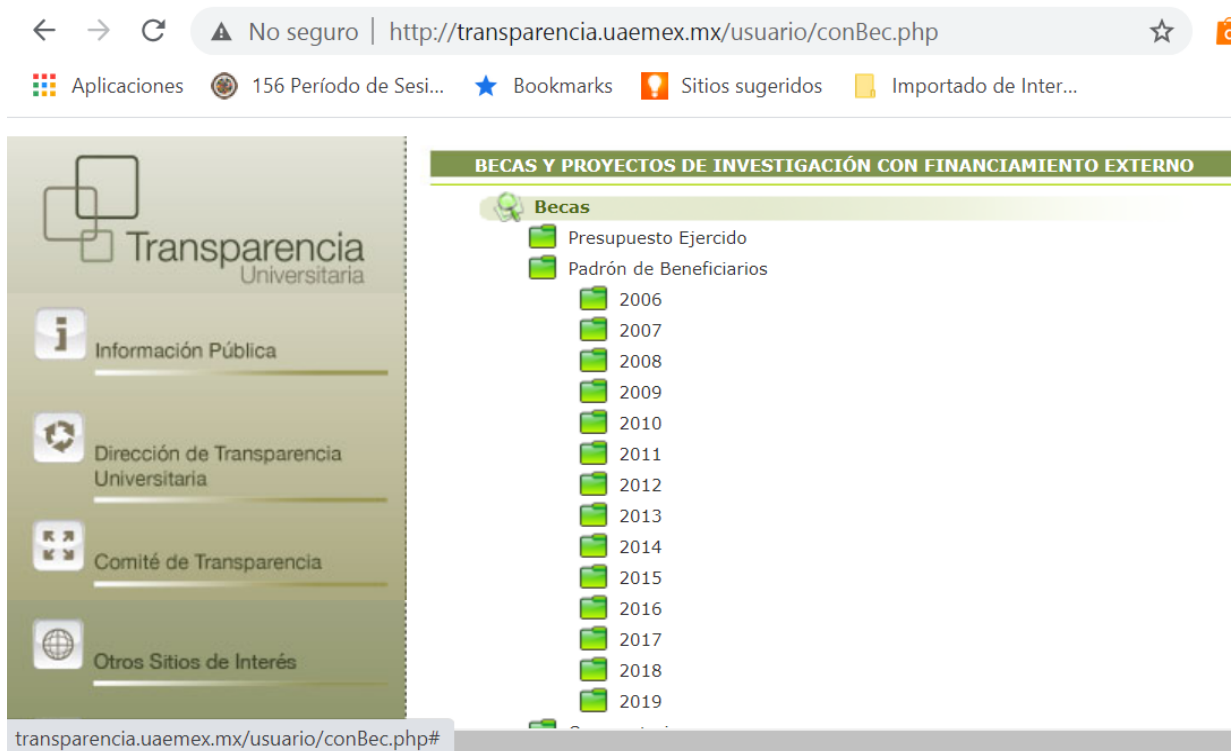 No seguro | http://transparencia.uaemex.mx/usuario/conBec.php
Aplicaciones 156 Período de Sesi... Bookmarks Sitios sugeridos Importado de Inter...
Transparencia
Universitaria
Información Pública
Dirección de Transparencia
Universitaria
Comité de Transparencia
Otros Sitios de Interés
BECAS Y PROYECTOS DE INVESTIGACIÓN CON FINANCIAMIENTO EXTERNO
Becas
Presupuesto Ejercido
Padrón de Beneficiarios
2006
2007
2008
2009
2010
2011
2012
2013
2014
2015
2016
2017
2018
2019
transparencia.uaemex.mx/usuario/conBec.php#